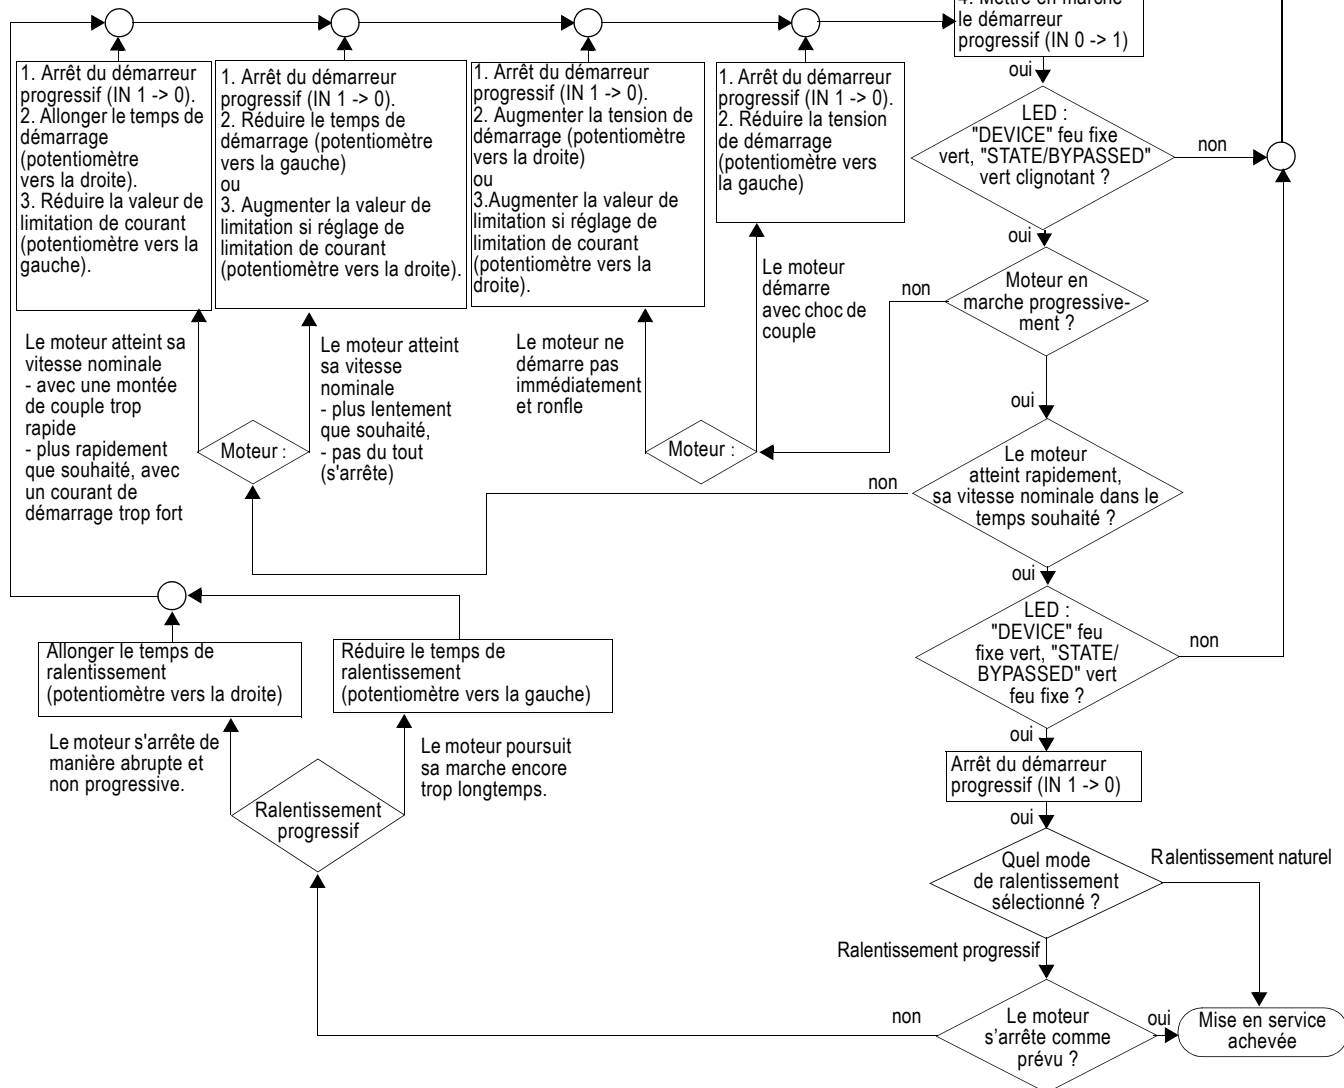 4. Mettre en marche
le démarreur
progressif (IN 0 -> 1)
oui
1. Arrêt du démarreur
progressif (IN 1 -> 0).
2. Allonger le temps de
démarrage
(potentiomètre
vers la droite).
3. Réduire la valeur de
limitation de courant
(potentiomètre vers la
gauche).
1. Arrêt du démarreur
progressif (IN 1 -> 0).
2. Réduire le temps de
démarrage (potentiomètre
vers la gauche)
ou
3. Augmenter la valeur de
limitation si réglage de
limitation du courant
(potentiomètre vers la droite).
1. Arrêt du démarreur
progressif (IN 1 -> 0).
2. Augmenter la tension de
démarrage (potentiomètre
vers la droite)
ou
3.Augmenter la valeur de
limitation si réglage de
limitation de courant
(potentiomètre vers la
droite).
1. Arrêt du démarreur
progressif (IN 1 -> 0).
2. Réduire la tension
de démarrage
(potentiomètre vers
la gauche)
LED :
"DEVICE" feu fixe
vert, "STATE/BYPASSED"
vert clignotant ?
non
oui
Le moteur
démarre
avec choc de
couple
non
Moteur en
marche progressive-
ment ?
Le moteur atteint sa
vitesse nominale
- avec une montée
de couple trop
rapide
- plus rapidement
que souhaité, avec
un courant de
démarrage trop fort
Moteur :
Le moteur atteint
sa vitesse
nominale
- plus lentement
que souhaité,
- pas du tout
(s'arrête)
Le moteur ne
démarre pas
immédiatement
et ronfle
Moteur :
oui
non
Le moteur
atteint rapidement,
sa vitesse nominale dans le
temps souhaité ?
oui
LED :
"DEVICE" feu
fixe vert, "STATE/
BYPASSED" vert
feu fixe ?
non
Allonger le temps de
ralentissement
(potentiomètre vers la droite)
Réduire le temps de
ralentissement
(potentiomètre vers la gauche)
oui
Le moteur s'arrête de
manière abrupte et
non progressive.
Ralentissement
progressif
Le moteur poursuit
sa marche encore
trop longtemps.
Arrêt du démarreur
progressif (IN 1 -> 0)
oui
Quel mode
de ralentissement
sélectionné ?
Ralentissement naturel
Ralentissement progressif
non
Le moteur
s'arrête comme
prévu ?
oui
Mise en service
achevée